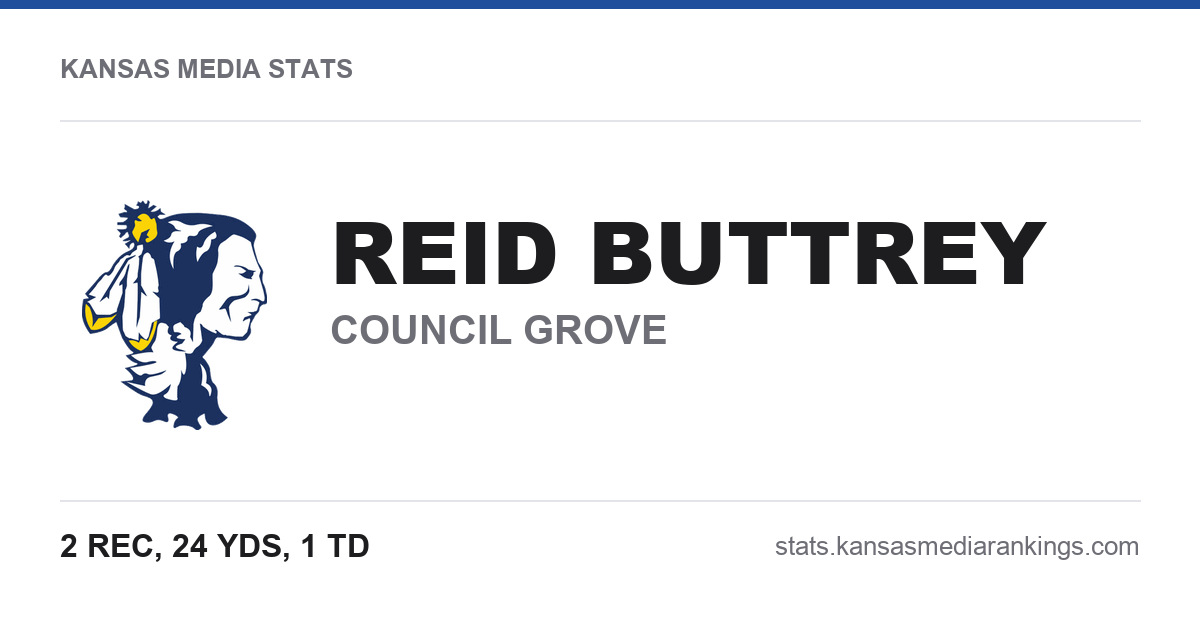 KANSAS MEDIA STATS
REID BUTTREY
COUNCIL GROVE
2 REC, 24 YDS, 1 TD
stats.kansasmediarankings.com